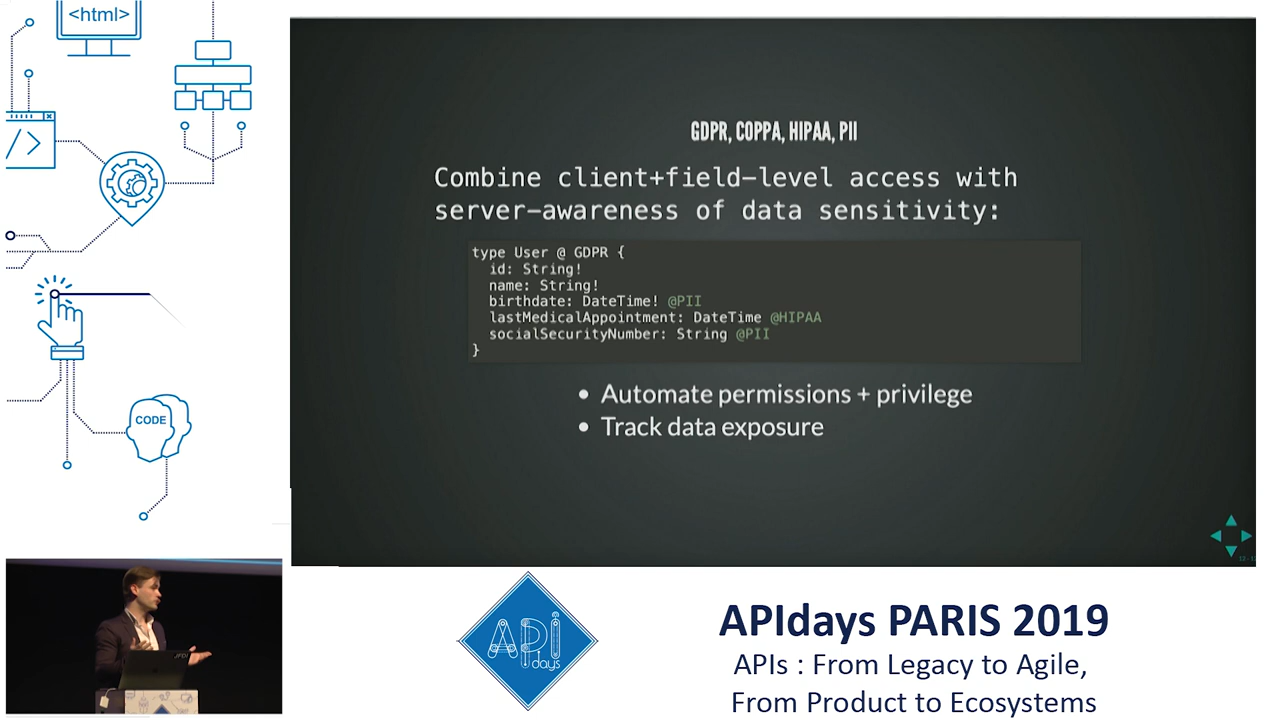 <html>
</>
CODE
GDPR, COPPA, HIPAA, PII
Combine client+field-level access with
server-awareness of data sensitivity:
type User @ GDPR {
id: String!
name: String!
birthdate: DateTime! @PII
lastMedicalAppointment: DateTime @HIPAA
socialSecurityNumber: String @PII
}
• Automate permissions + privilege
• Track data exposure
API
days
APIdays PARIS 2019
APIs : From Legacy to Agile,
From Product to Ecosystems